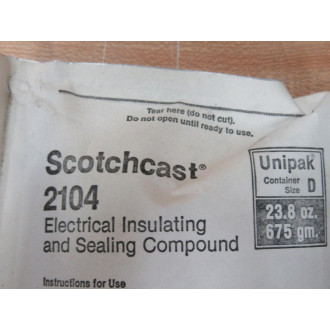 Tear here (do not cut).
Do not open until ready to use.
Scotchcast®
2104
Electrical Insulating
and Sealing Compound
Unipak
Container
Size D
23.8 oz.
675 gm.
Instructions for Use